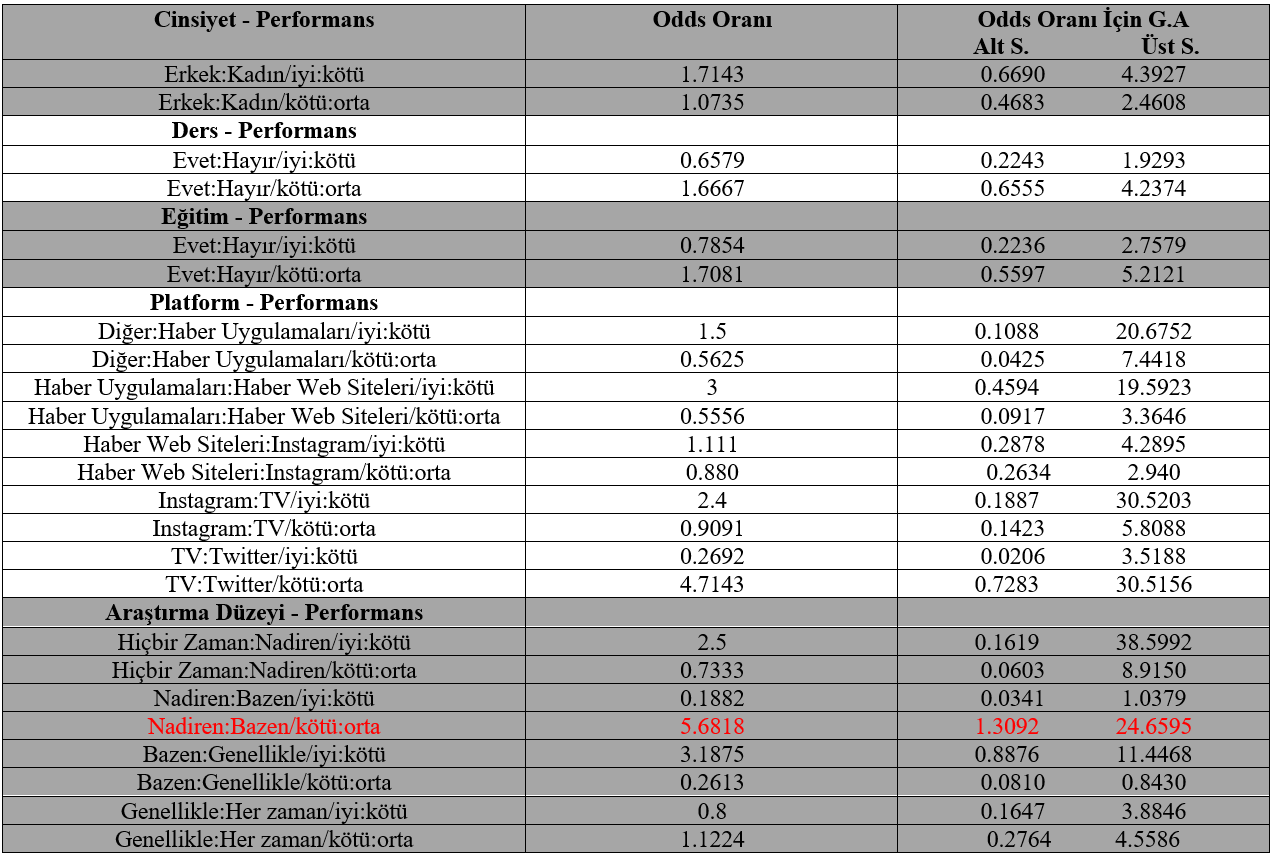 Cinsiyet - Performans Odds Oranı Odds Oranı İçin G.A
Alt S. Üst S.
Erkek:Kadın/iyi:kötü 1.7143 0.6690 4.3927
Erkek:Kadın/kötü:orta 1.0735 0.4683 2.4608
Ders - Performans
Evet:Hayır/iyi:kötü 0.6579 0.2243 1.9293
Evet:Hayır/kötü:orta 1.6667 0.6555 4.2374
Eğitim - Performans
Evet:Hayır/iyi:kötü 0.7854 0.2236 2.7579
Evet:Hayır/kötü:orta 1.7081 0.5597 5.2121
Platform - Performans
Diğer:Haber Uygulamaları/iyi:kötü 1.5 0.1088 20.6752
Diğer:Haber Uygulamaları/kötü:orta 0.5625 0.0425 7.4418
Haber Uygulamaları:Haber Web Siteleri/iyi:kötü 3 0.4594 19.5923
Haber Uygulamaları:Haber Web Siteleri/kötü:orta 0.5556 0.0917 3.3646
Haber Web Siteleri:Instagram/iyi:kötü 1.111 0.2878 4.2895
Haber Web Siteleri:Instagram/kötü:orta 0.880 0.2634 2.940
Instagram:TV/iyi:kötü 2.4 0.1887 30.5203
Instagram:TV/kötü:orta 0.9091 0.1423 5.8088
TV:Twitter/iyi:kötü 0.2692 0.0206 3.5188
TV:Twitter/kötü:orta 4.7143 0.7283 30.5156
Araştırma Düzeyi - Performans
Hiçbir Zaman:Nadiren/iyi:kötü 2.5 0.1619 38.5992
Hiçbir Zaman:Nadiren/kötü:orta 0.7333 0.0603 8.9150
Nadiren:Bazen/iyi:kötü 0.1882 0.0341 1.0379
Nadiren:Bazen/kötü:orta 5.6818 1.3092 24.6595
Bazen:Genellikle/iyi:kötü 3.1875 0.8876 11.4468
Bazen:Genellikle/kötü:orta 0.2613 0.0810 0.8430
Genellikle:Her zaman/iyi:kötü 0.8 0.1647 3.8846
Genellikle:Her zaman/kötü:orta 1.1224 0.2764 4.5586